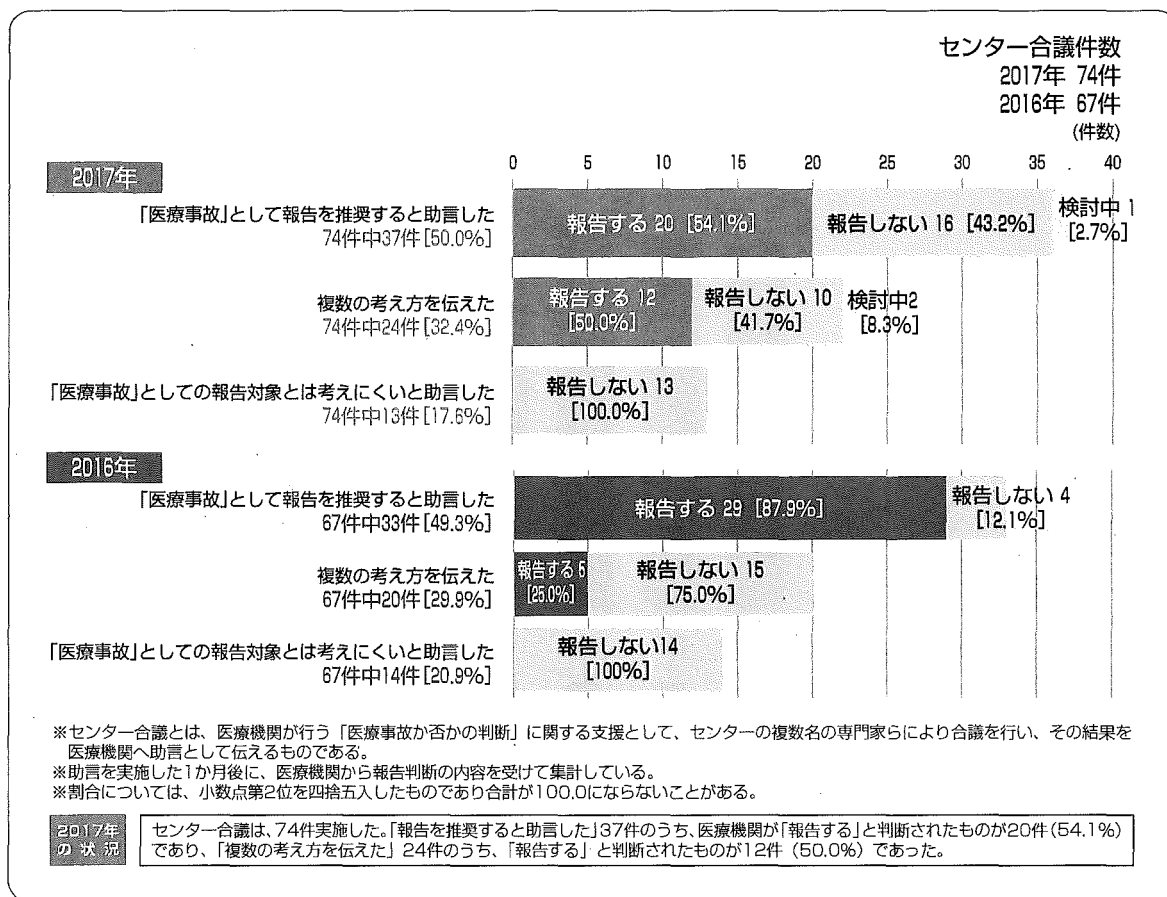 センター合議件数
2017年 74件
2016年 67件
(件数)
0 5 10 15 20 25 30 35 40
2017年
「医療事故」として報告を推奨すると助言した
74件中37件[50.0%]
報告する 20 [54.1%]
報告しない 16 [43.2%]
検討中 1
[2.7%]
複数の考え方を伝えた
74件中24件[32.4%]
報告する 12
[50.0%]
報告しない 10
[41.7%]
検討中2
[8.3%]
「医療事故」としての報告対象とは考えにくいと助言した
74件中13件[17.6%]
報告しない 13
[100.0%]
2016年
「医療事故」として報告を推奨すると助言した
67件中33件[49.3%]
報告する 29 [87.9%]
報告しない 4
[12.1%]
複数の考え方を伝えた
67件中20件[29.9%]
報告する 5
[25.0%]
報告しない 15
[75.0%]
「医療事故」としての報告対象とは考えにくいと助言した
67件中14件[20.9%]
報告しない14
[100%]
※センター合議とは、医療機関が行う「医療事故か否かの判断」に関する支援として、センターの複数名の専門家らにより合議を行い、その結果を
医療機関へ助言として伝えるものである。
※助言を実施した1か月後に、医療機関から報告判断の内容を受けて集計している。
※割合については、小数点第2位を四捨五入したものであり合計が100.0にならないことがある。
2017年
の状況
センター合議は、74件実施した。「報告を推奨すると助言した」37件のうち、医療機関が「報告する」と判断されたものが20件(54.1%)
であり、「複数の考え方を伝えた」24件のうち、「報告する」と判断されたものが12件(50.0%)であった。